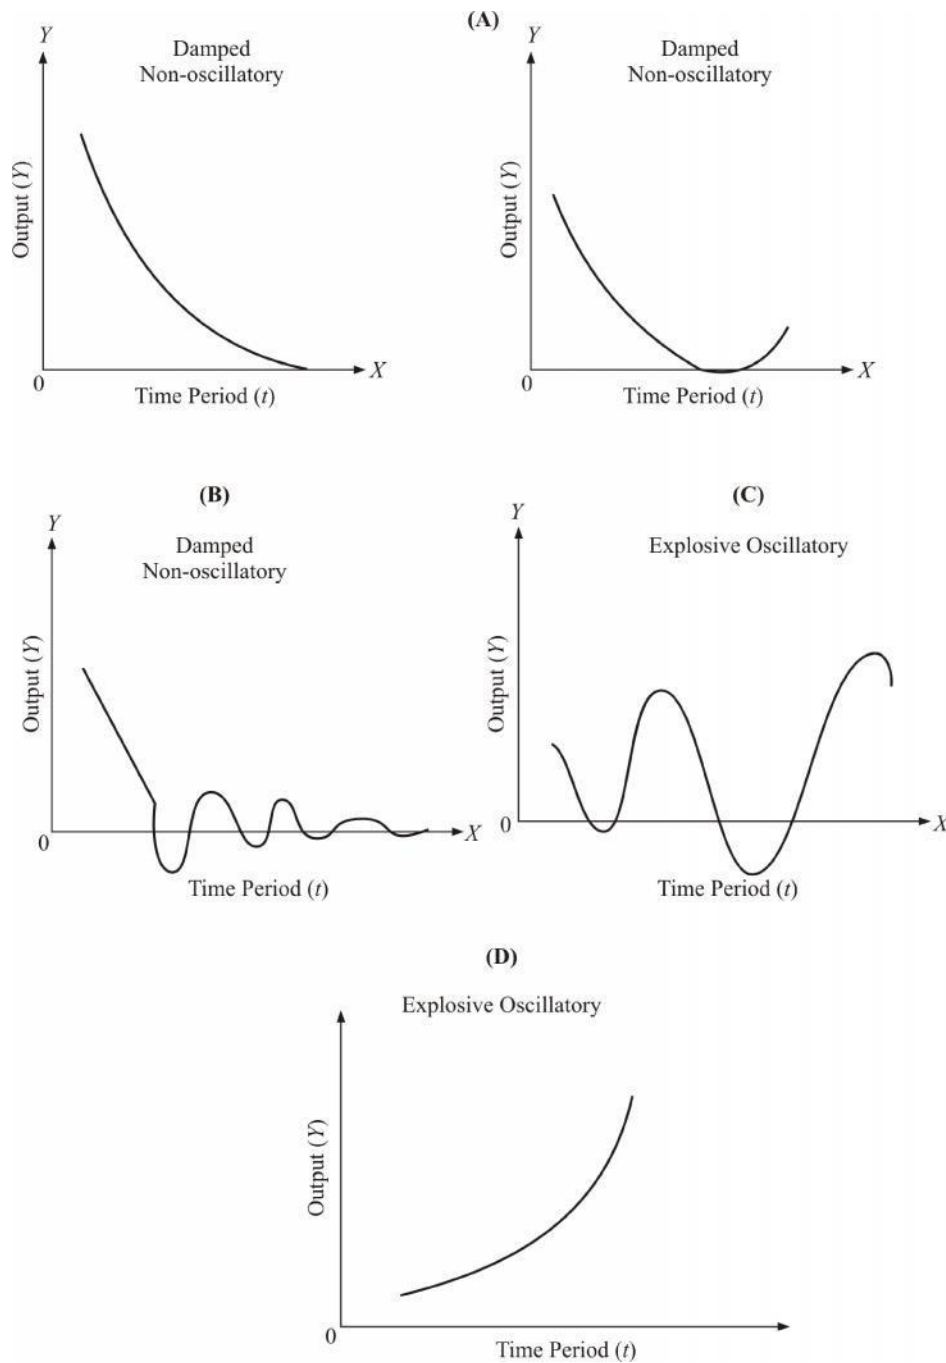 (A)
Y
Damped
Non-oscillatory
Output (Y)
0
X
Time Period (t)
Y
Damped
Non-oscillatory
Output (Y)
0
X
Time Period (t)
(B)
Y
Damped
Non-oscillatory
Output (Y)
0
X
Time Period (t)
(C)
Y
Explosive Oscillatory
Output (Y)
0
X
Time Period (t)
(D)
Explosive Oscillatory
Output (Y)
0
Time Period (t)